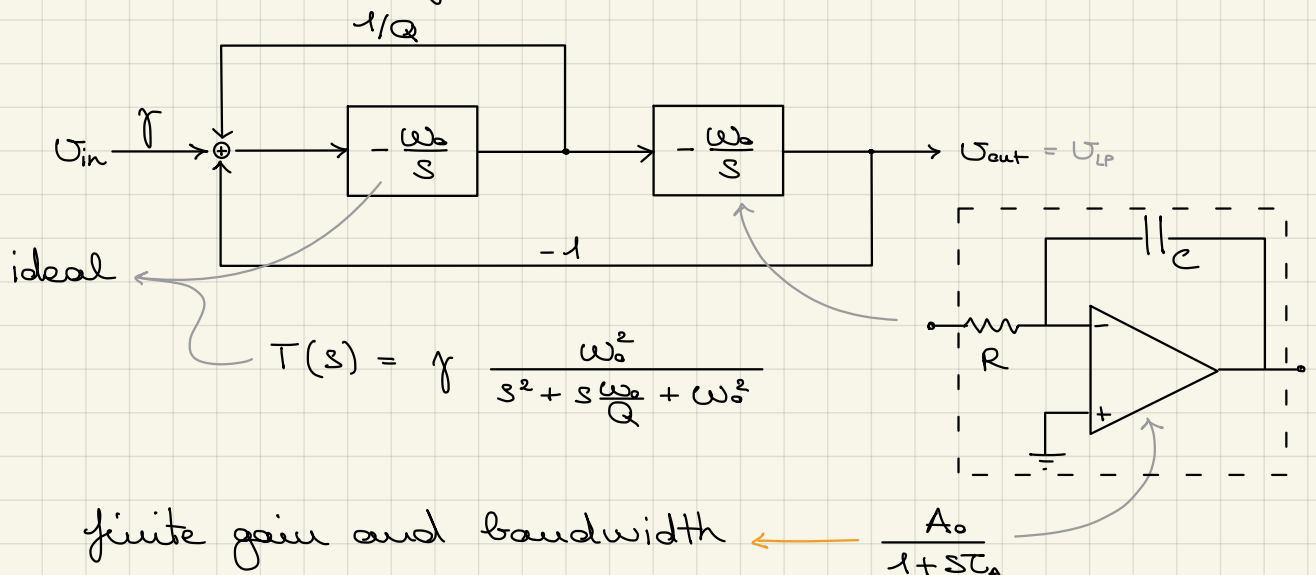 1/Q
γ
υin
- ω₀/s
- ω₀/s
υout = υLP
-1
C
ideal
R
-
+
T(s) = γ ω₀² / (s² + s ω₀/Q + ω₀²)
finite gain and bandwidth ← A₀ / (1 + sτA)